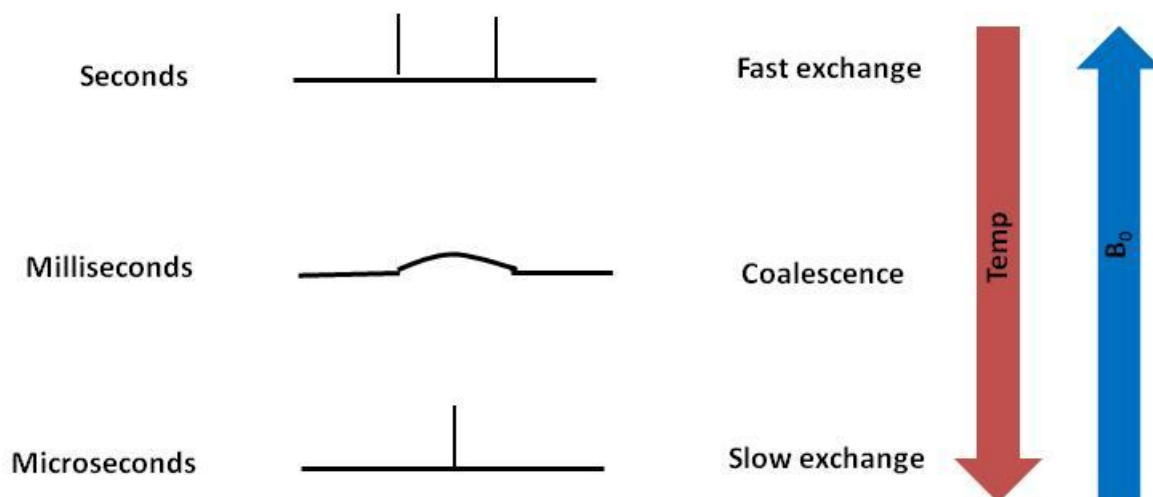 Seconds
Fast exchange
Milliseconds
Coalescence
Temp
B₀
Microseconds
Slow exchange